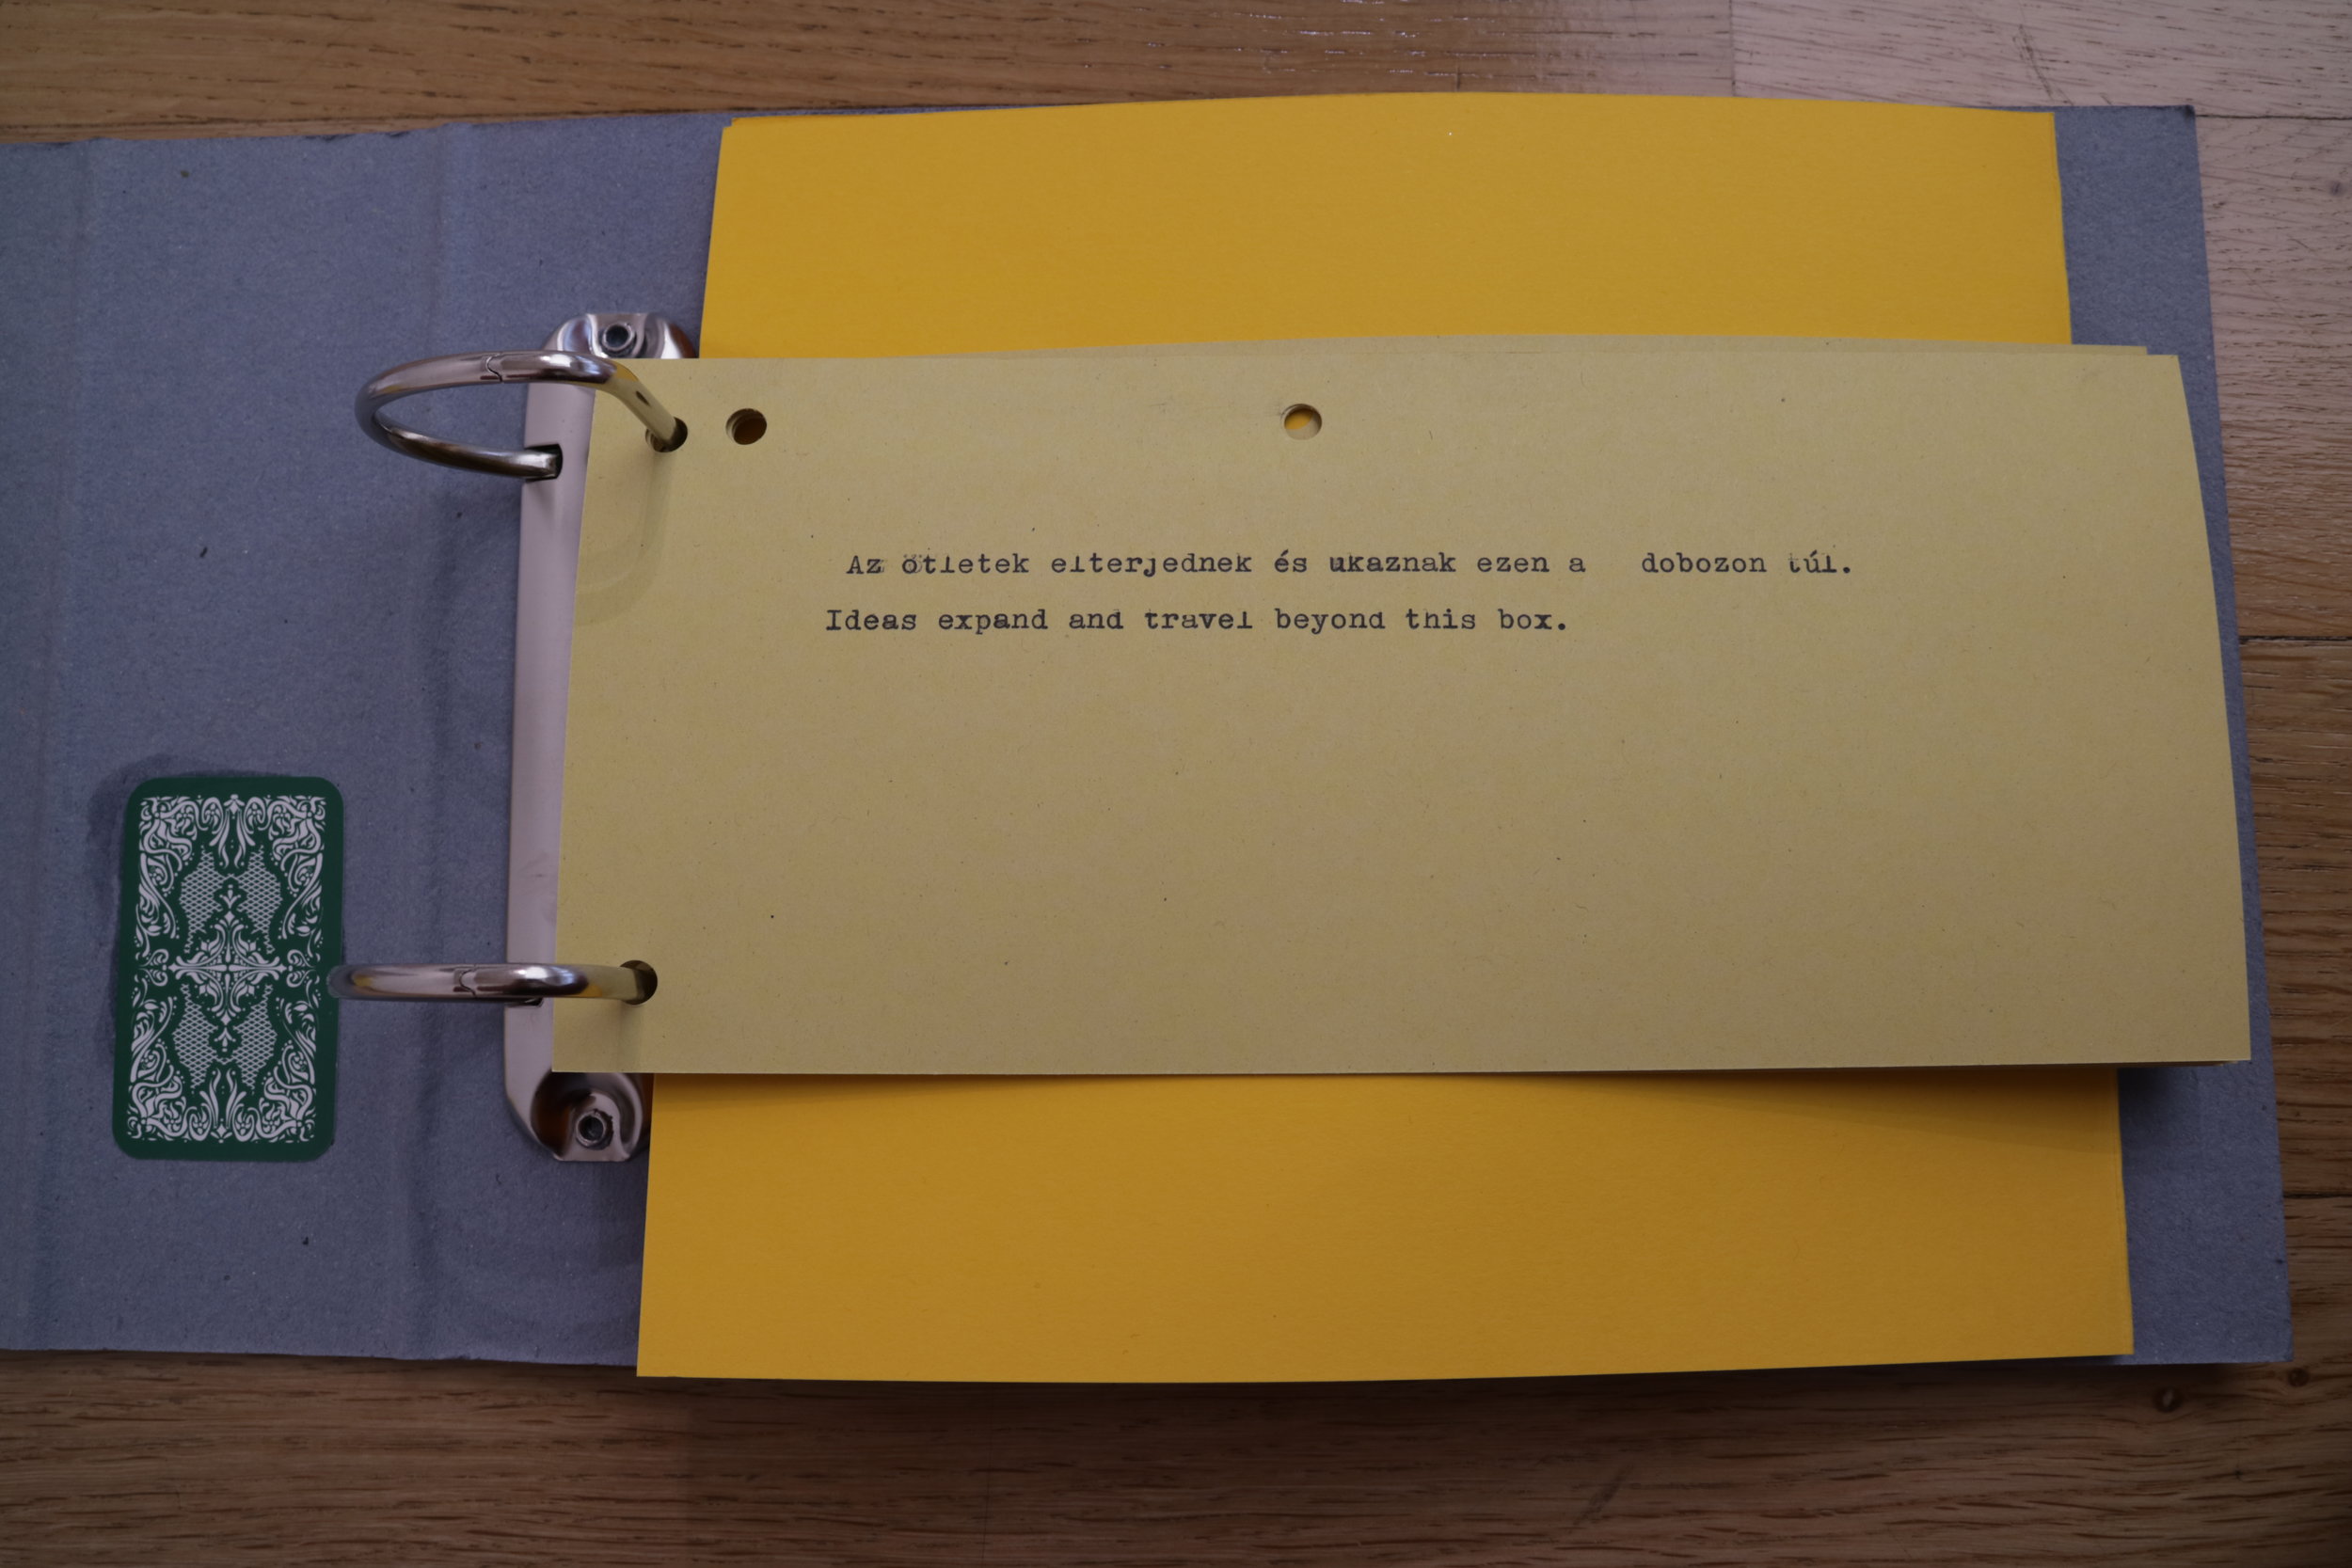 Az ötletek elterjednek és ukaznak ezen a dobozon túl.
Ideas expand and travel beyond this box.